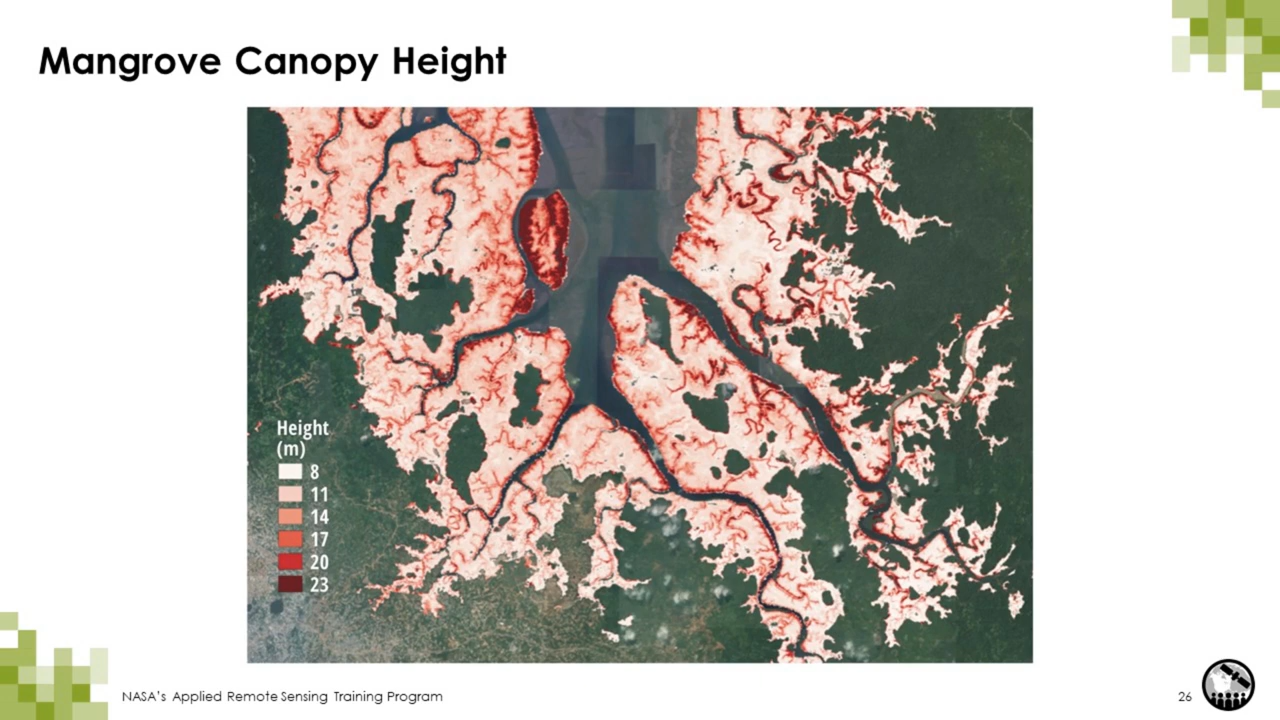 Mangrove Canopy Height
Height
(m)
8
11
14
17
20
23
NASA's Applied Remote Sensing Training Program
26